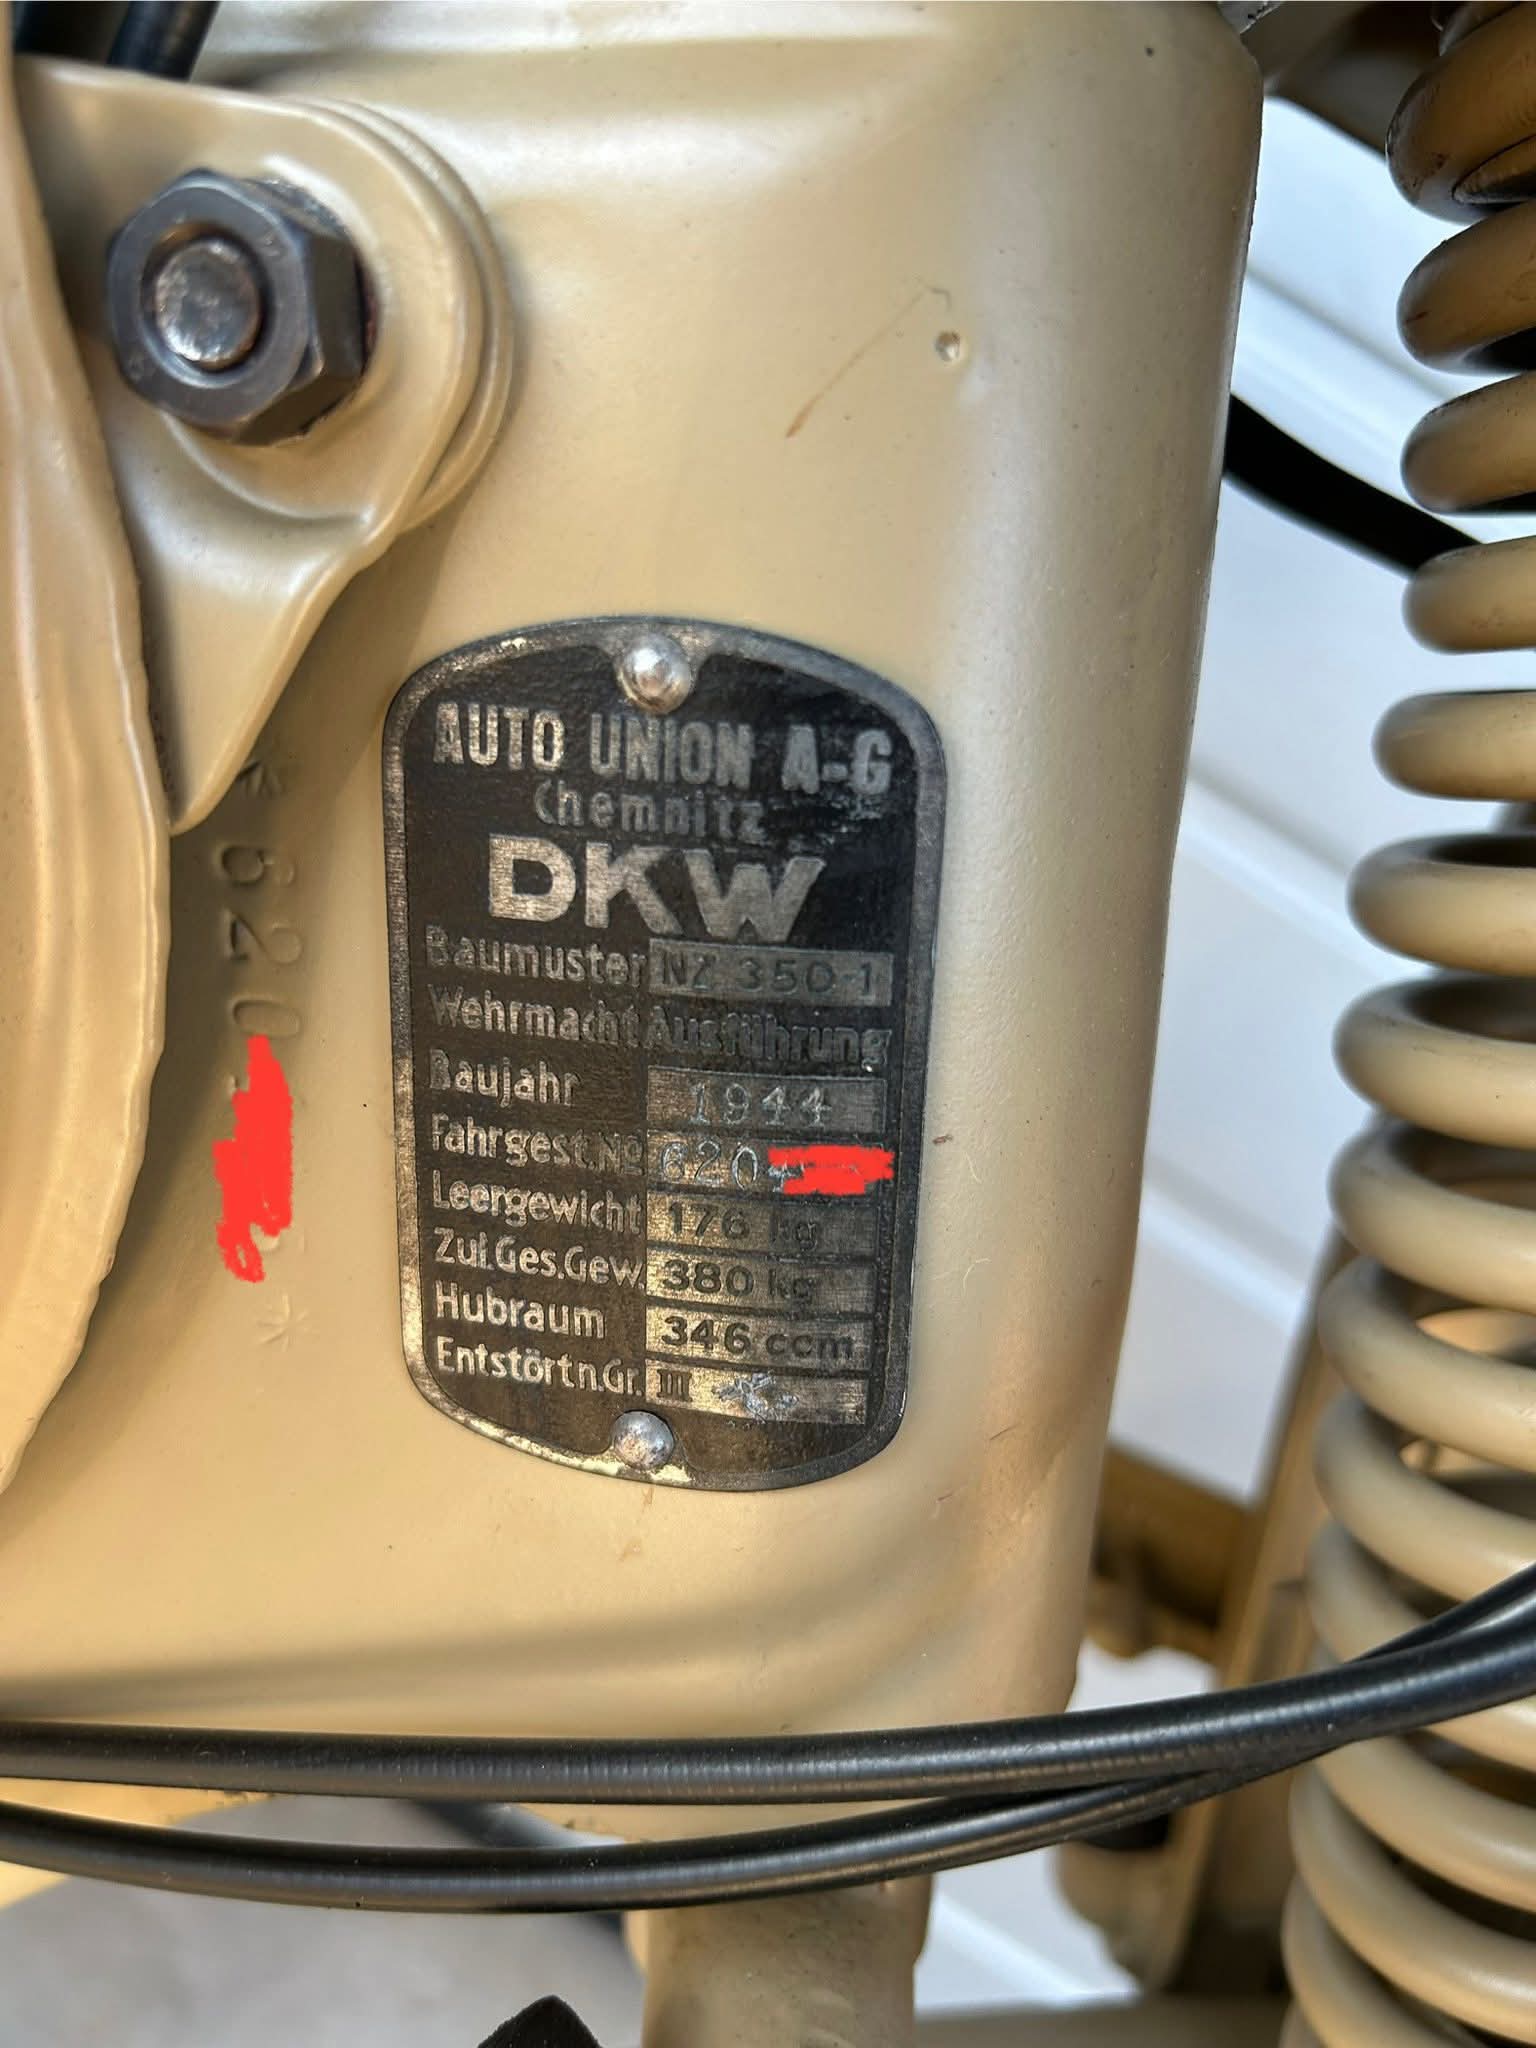 AUTO UNION A-G
Chemnitz
DKW
Baumuster NZ 350-1
Wehrmacht Ausführung
Baujahr 1944
Fahrgest.No 620
Leergewicht 176 kg
Zul.Ges.Gew. 380 kg
Hubraum 346 ccm
Entstört n.Gr. III
*620
*